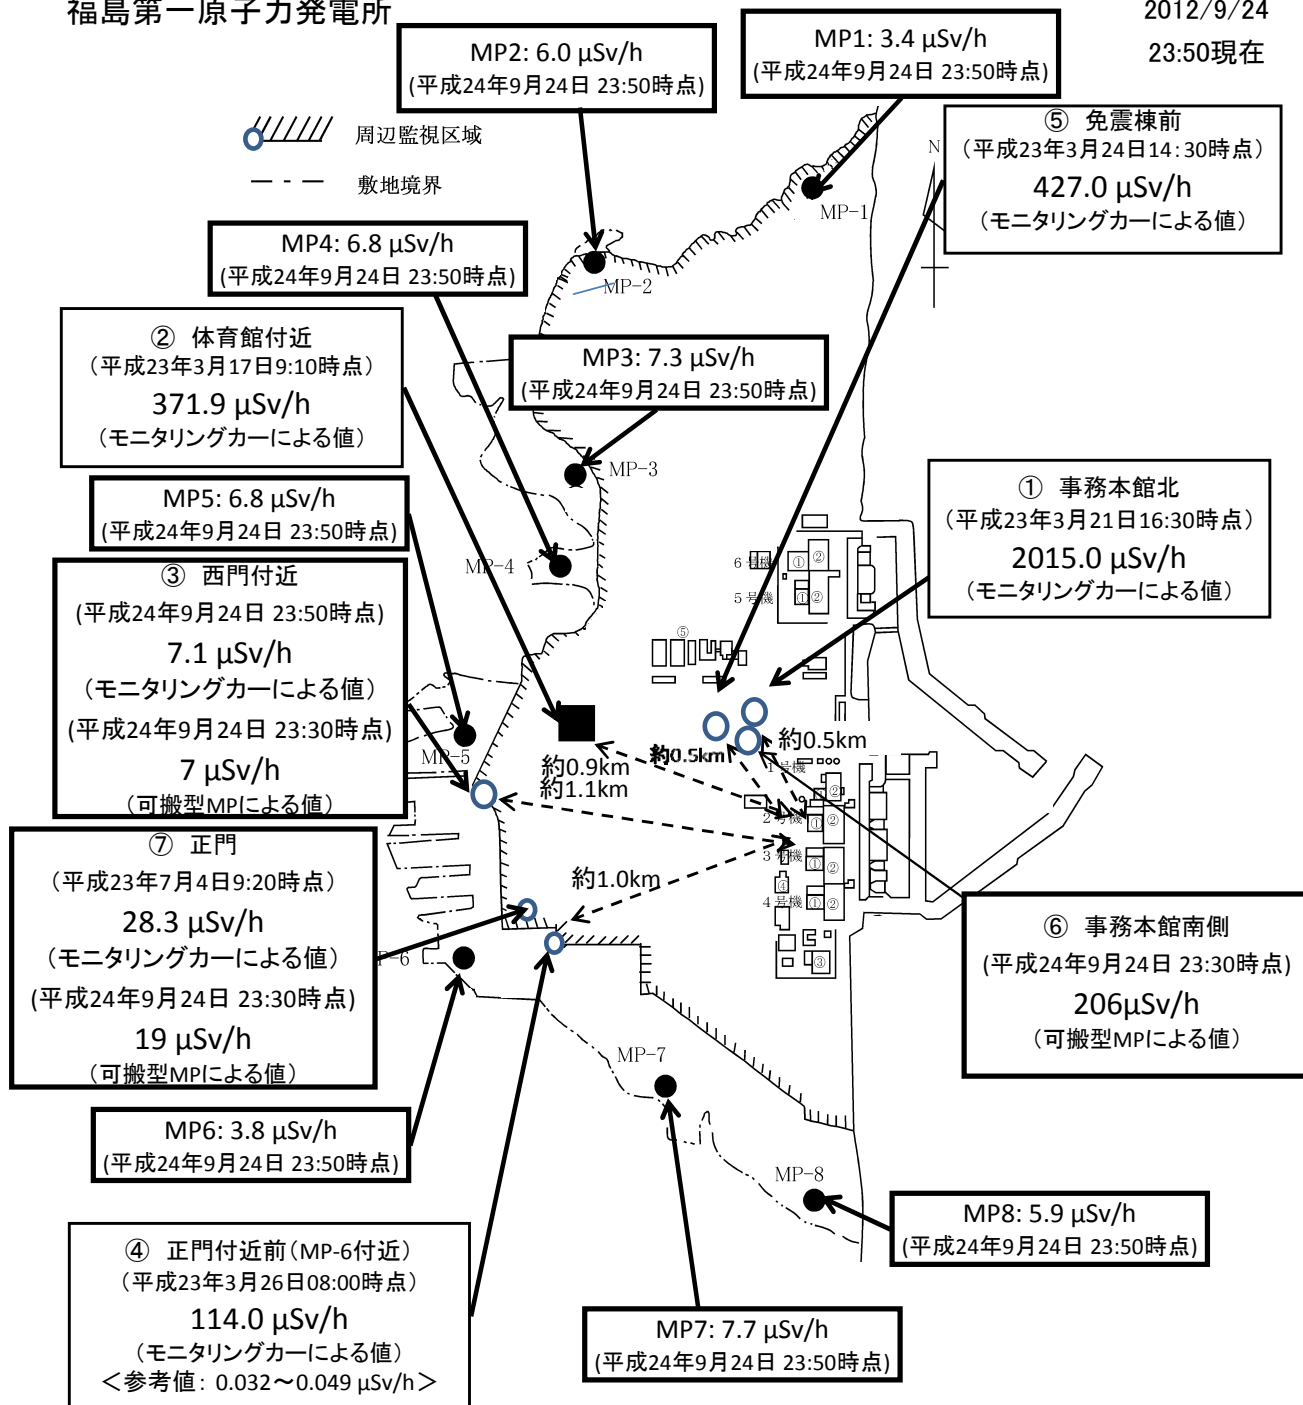 福島第一原子力発電所
2012/9/24
23:50現在
MP2: 6.0 μSv/h
(平成24年9月24日 23:50時点)
MP1: 3.4 μSv/h
(平成24年9月24日 23:50時点)
周辺監視区域
敷地境界
⑤ 免震棟前
(平成23年3月24日14:30時点)
427.0 μSv/h
(モニタリングカーによる値)
N
MP-1
MP4: 6.8 μSv/h
(平成24年9月24日 23:50時点)
MP-2
② 体育館付近
(平成23年3月17日9:10時点)
371.9 μSv/h
(モニタリングカーによる値)
MP3: 7.3 μSv/h
(平成24年9月24日 23:50時点)
MP-3
① 事務本館北
(平成23年3月21日16:30時点)
2015.0 μSv/h
(モニタリングカーによる値)
MP5: 6.8 μSv/h
(平成24年9月24日 23:50時点)
MP-4
6号機
① ②
5号機
① ②
⑤
③ 西門付近
(平成24年9月24日 23:50時点)
7.1 μSv/h
(モニタリングカーによる値)
(平成24年9月24日 23:30時点)
7 μSv/h
(可搬型MPによる値)
MP-5
約0.9km
約1.1km
約0.5km
約0.5km
1号機
②
2号機
① ②
3号機
① ②
④
4号機
① ②
③
約1.0km
⑦ 正門
(平成23年7月4日9:20時点)
28.3 μSv/h
(モニタリングカーによる値)
(平成24年9月24日 23:30時点)
19 μSv/h
(可搬型MPによる値)
P-6
⑥ 事務本館南側
(平成24年9月24日 23:30時点)
206μSv/h
(可搬型MPによる値)
MP-7
MP6: 3.8 μSv/h
(平成24年9月24日 23:50時点)
MP-8
MP8: 5.9 μSv/h
(平成24年9月24日 23:50時点)
④ 正門付近前(MP-6付近)
(平成23年3月26日08:00時点)
114.0 μSv/h
(モニタリングカーによる値)
<参考値: 0.032~0.049 μSv/h>
MP7: 7.7 μSv/h
(平成24年9月24日 23:50時点)